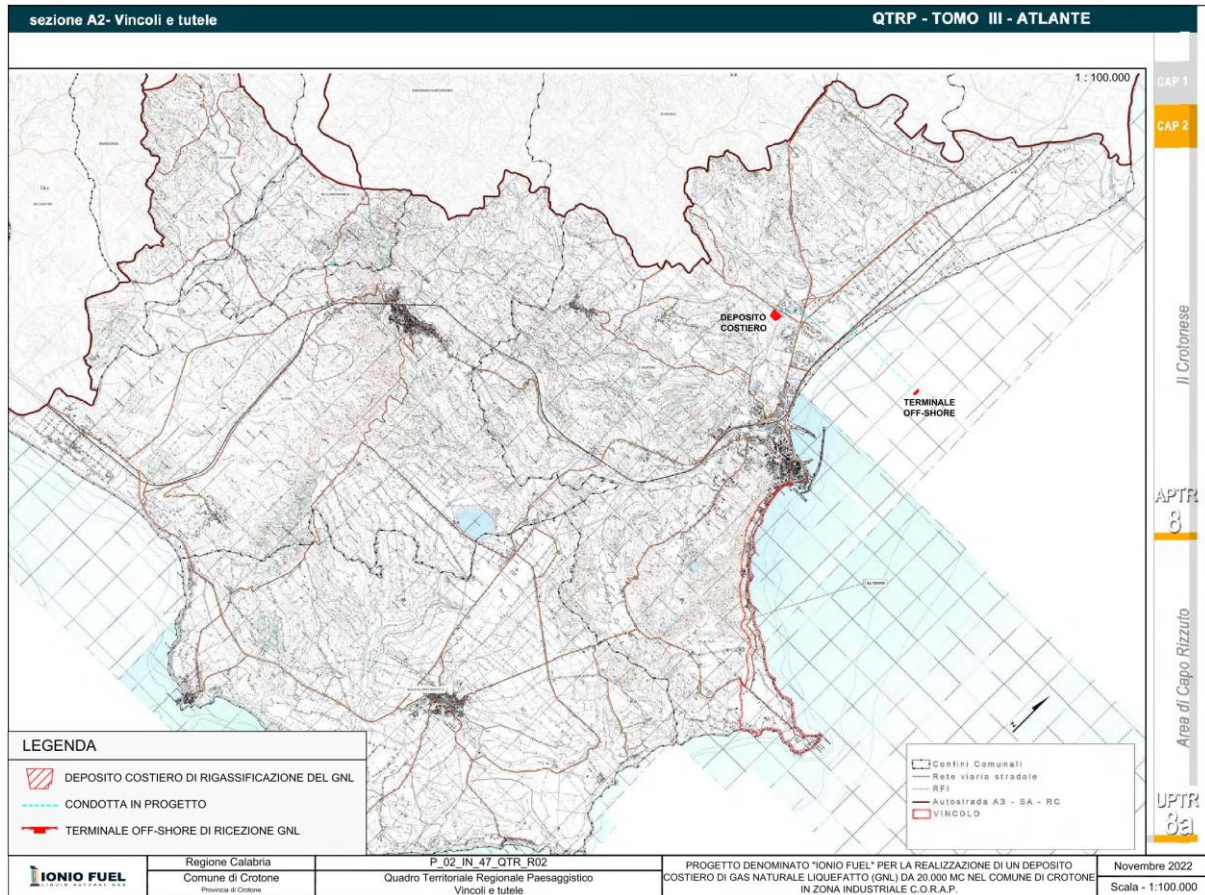 sezione A2- Vincoli e tutele
QTRP - TOMO III - ATLANTE
1 : 100.000
CAP 1
CAP 2
Il Crotonese
APTR
8
Area di Capo Rizzuto
UPTR
8a
DEPOSITO
COSTIERO
TERMINALE
OFF-SHORE
N
LEGENDA
DEPOSITO COSTIERO DI RIGASSIFICAZIONE DEL GNL
CONDOTTA IN PROGETTO
TERMINALE OFF-SHORE DI RICEZIONE GNL
Confini Comunali
Rete viaria stradale
RFI
Autostrada A3 - SA - RC
VINCOLO
IONIO FUEL
LIQUID NATURAL GAS
Regione Calabria
Comune di Crotone
Provincia di Crotone
P_02_IN_47_QTR_R02
Quadro Territoriale Regionale Paesaggistico
Vincoli e tutele
PROGETTO DENOMINATO "IONIO FUEL" PER LA REALIZZAZIONE DI UN DEPOSITO
COSTIERO DI GAS NATURALE LIQUEFATTO (GNL) DA 20.000 MC NEL COMUNE DI CROTONE
IN ZONA INDUSTRIALE C.O.R.A.P.
Novembre 2022
Scala - 1:100.000